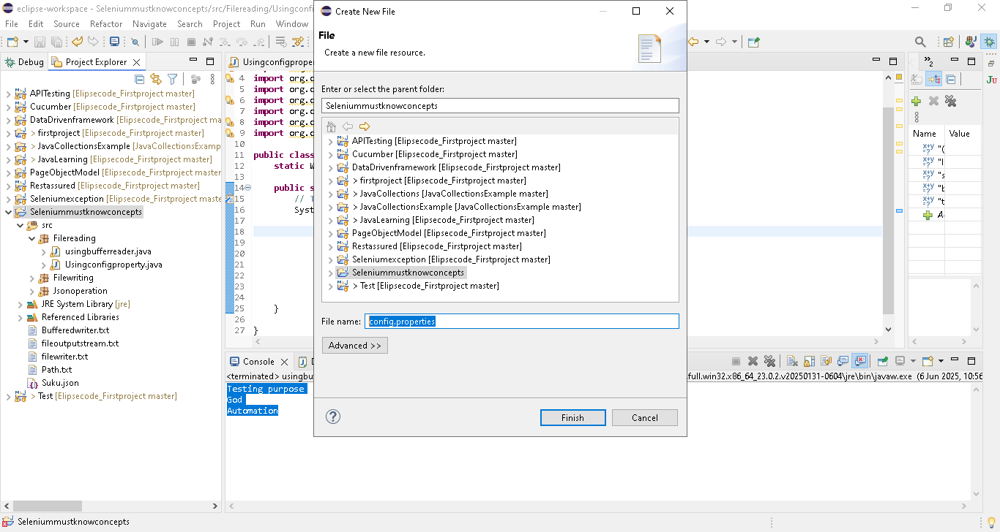 eclipse-workspace - Seleniummustknowconcepts/src/Filereading/Usingconfi
File Edit Source Refactor Navigate Search Project Run Window
Debug Project Explorer
APITesting [Elipsecode_Firstproject master]
Cucumber [Elipsecode_Firstproject master]
DataDrivenframework [Elipsecode_Firstproject ma
> firstproject [Elipsecode_Firstproject master]
> JavaCollectionsExample [JavaCollectionsExamp
> JavaLearning [Elipsecode_Firstproject master]
PageObjectModel [Elipsecode_Firstproject master
Restassured [Elipsecode_Firstproject master]
Seleniumexception [Elipsecode_Firstproject maste
Seleniummustknowconcepts
src
Filereading
usingbufferreader.java
Usingconfigproperty.java
Filewriting
Jsonoperation
JRE System Library [jre]
Referenced Libraries
Bufferedwriter.txt
fileoutputstream.txt
filewriter.txt
Path.txt
Suku.json
> Test [Elipsecode_Firstproject master]
Usingconfigproper
4 import org.o
5 import org.o
6 import org.o
7 import org.o
8 import org.o
9 import org.o
10
11 public class
12 static W
13
14 public s
15 // T
16 Syst
17
18
19
20
21
22
23
24
25 }
26
27 }
Create New File
File
Create a new file resource.
Enter or select the parent folder:
Seleniummustknowconcepts
APITesting [Elipsecode_Firstproject master]
Cucumber [Elipsecode_Firstproject master]
DataDrivenframework [Elipsecode_Firstproject master]
> firstproject [Elipsecode_Firstproject master]
> JavaCollections [JavaCollectionsExample master]
> JavaCollectionsExample [JavaCollectionsExample master]
> JavaLearning [Elipsecode_Firstproject master]
PageObjectModel [Elipsecode_Firstproject master]
Restassured [Elipsecode_Firstproject master]
Seleniumexception [Elipsecode_Firstproject master]
Seleniummustknowconcepts
> Test [Elipsecode_Firstproject master]
File name: config.properties
Advanced >>
Finish Cancel
2
Name Value
x+y =? "(
x+y =? "l
x+y =? "s
x+y =? "b
x+y =? "t
Console
<terminated> usingbu
full.win32.x86_64_23.0.2.v20250131-0604\jre\bin\javaw.exe (6 Jun 2025, 10:56
Testing purpose
God
Automation
Seleniummustknowconcepts